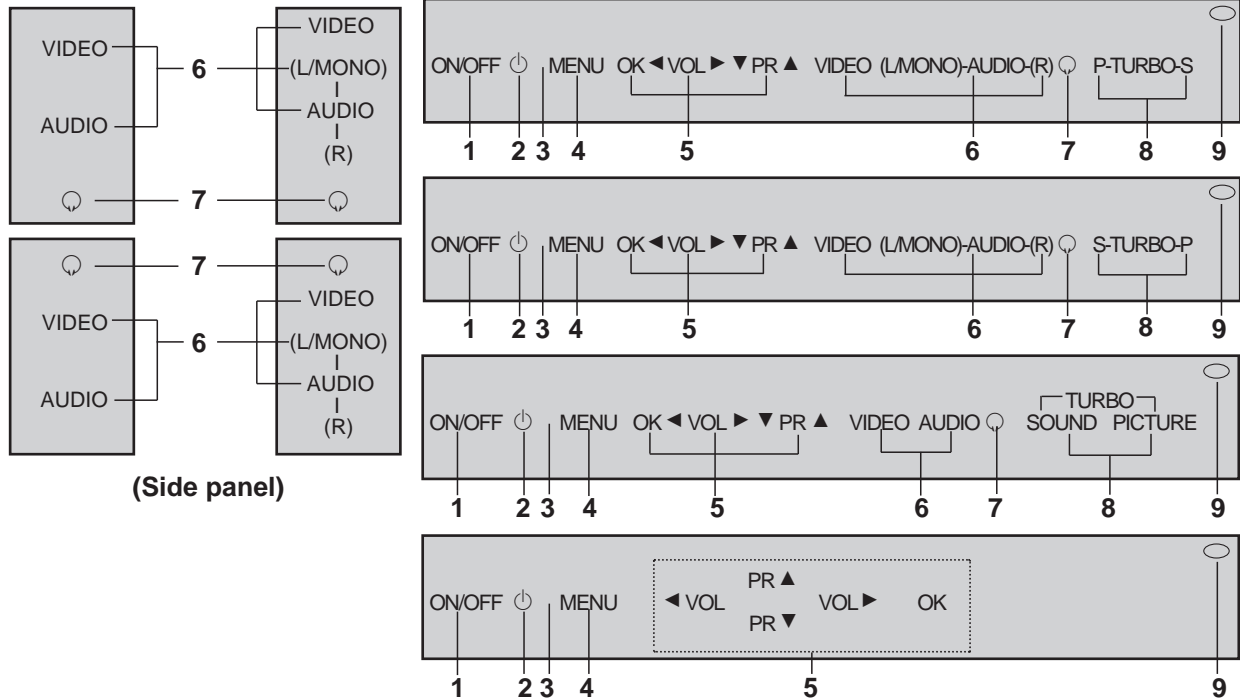 VIDEO
AUDIO
6
7
VIDEO
(L/MONO)
AUDIO
(R)
7
VIDEO
AUDIO
6
VIDEO
(L/MONO)
AUDIO
(R)
(Side panel)
ON/OFF MENU OK ◄ VOL ► ▼ PR ▲ VIDEO (L/MONO)-AUDIO-(R) P-TURBO-S
1 2 3 4 5 6 7 8 9
ON/OFF MENU OK ◄ VOL ► ▼ PR ▲ VIDEO (L/MONO)-AUDIO-(R) S-TURBO-P
1 2 3 4 5 6 7 8 9
TURBO
ON/OFF MENU OK ◄ VOL ► ▼ PR ▲ VIDEO AUDIO SOUND PICTURE
1 2 3 4 5 6 7 8 9
PR ▲
ON/OFF MENU ◄ VOL VOL ► OK
PR ▼
1 2 3 4 5 9